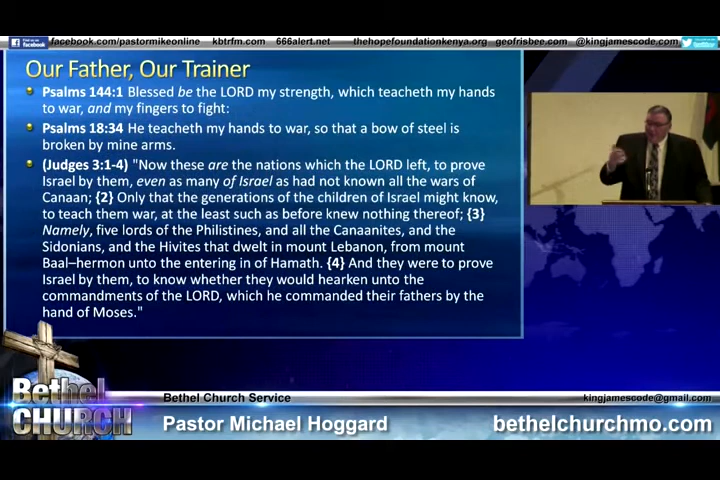 Find us on facebook
facebook.com/pastormikeonline kbtrfm.com 666alert.net thehopefoundationkenya.org geofrisbee.com @kingjamescode.com twitter
Our Father, Our Trainer
Psalms 144:1 Blessed be the LORD my strength, which teacheth my hands
to war, and my fingers to fight:
Psalms 18:34 He teacheth my hands to war, so that a bow of steel is
broken by mine arms.
(Judges 3:1-4) "Now these are the nations which the LORD left, to prove
Israel by them, even as many of Israel as had not known all the wars of
Canaan; {2} Only that the generations of the children of Israel might know,
to teach them war, at the least such as before knew nothing thereof; {3}
Namely, five lords of the Philistines, and all the Canaanites, and the
Sidonians, and the Hivites that dwelt in mount Lebanon, from mount
Baal–hermon unto the entering in of Hamath. {4} And they were to prove
Israel by them, to know whether they would hearken unto the
commandments of the LORD, which he commanded their fathers by the
hand of Moses."
Bethel
CHURCH
Bethel Church Service kingjamescode@gmail.com
Pastor Michael Hoggard bethelchurchmo.com